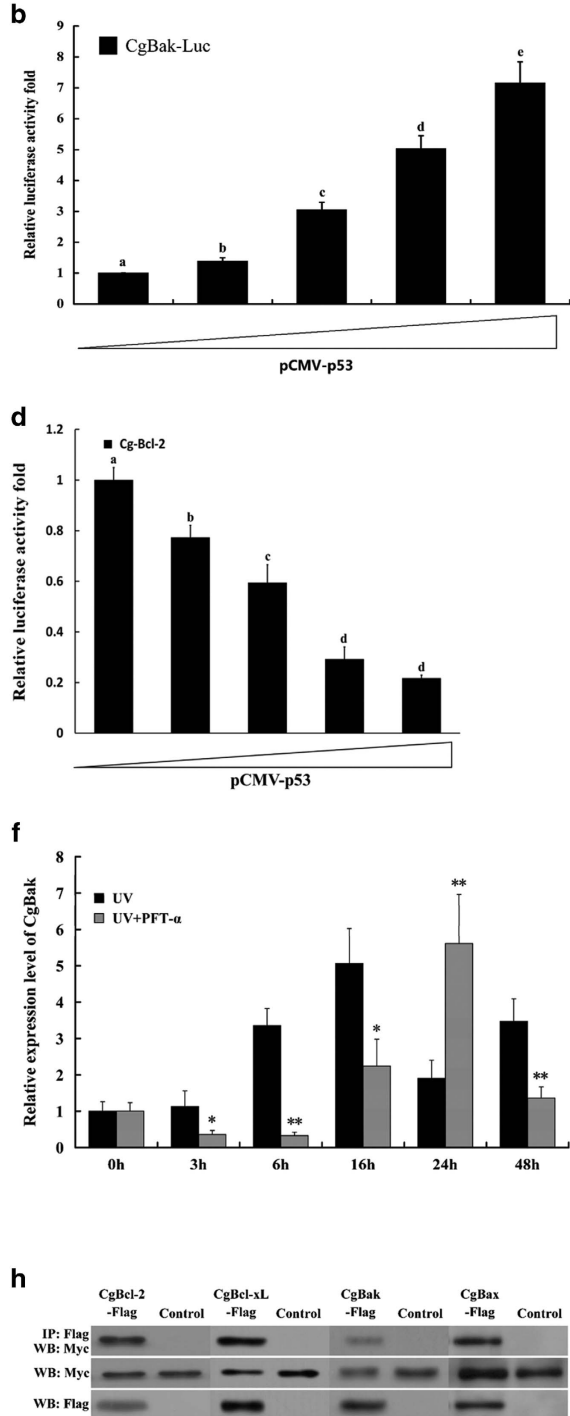 b
Relative luciferase activity fold
9
8
7
6
5
4
3
2
1
0
CgBak-Luc
a
b
c
d
e
pCMV-p53
d
Relative luciferase activity fold
1.2
1
0.8
0.6
0.4
0.2
0
Cg-Bcl-2
a
b
c
d
d
pCMV-p53
f
Relative expression level of CgBak
8
7
6
5
4
3
2
1
0
UV
UV+PFT-α
*
**
*
**
**
0h 3h 6h 16h 24h 48h
h
CgBcl-2 CgBcl-xL CgBak CgBax
-Flag Control -Flag Control -Flag Control -Flag Control
IP: Flag
WB: Myc
WB: Myc
WB: Flag